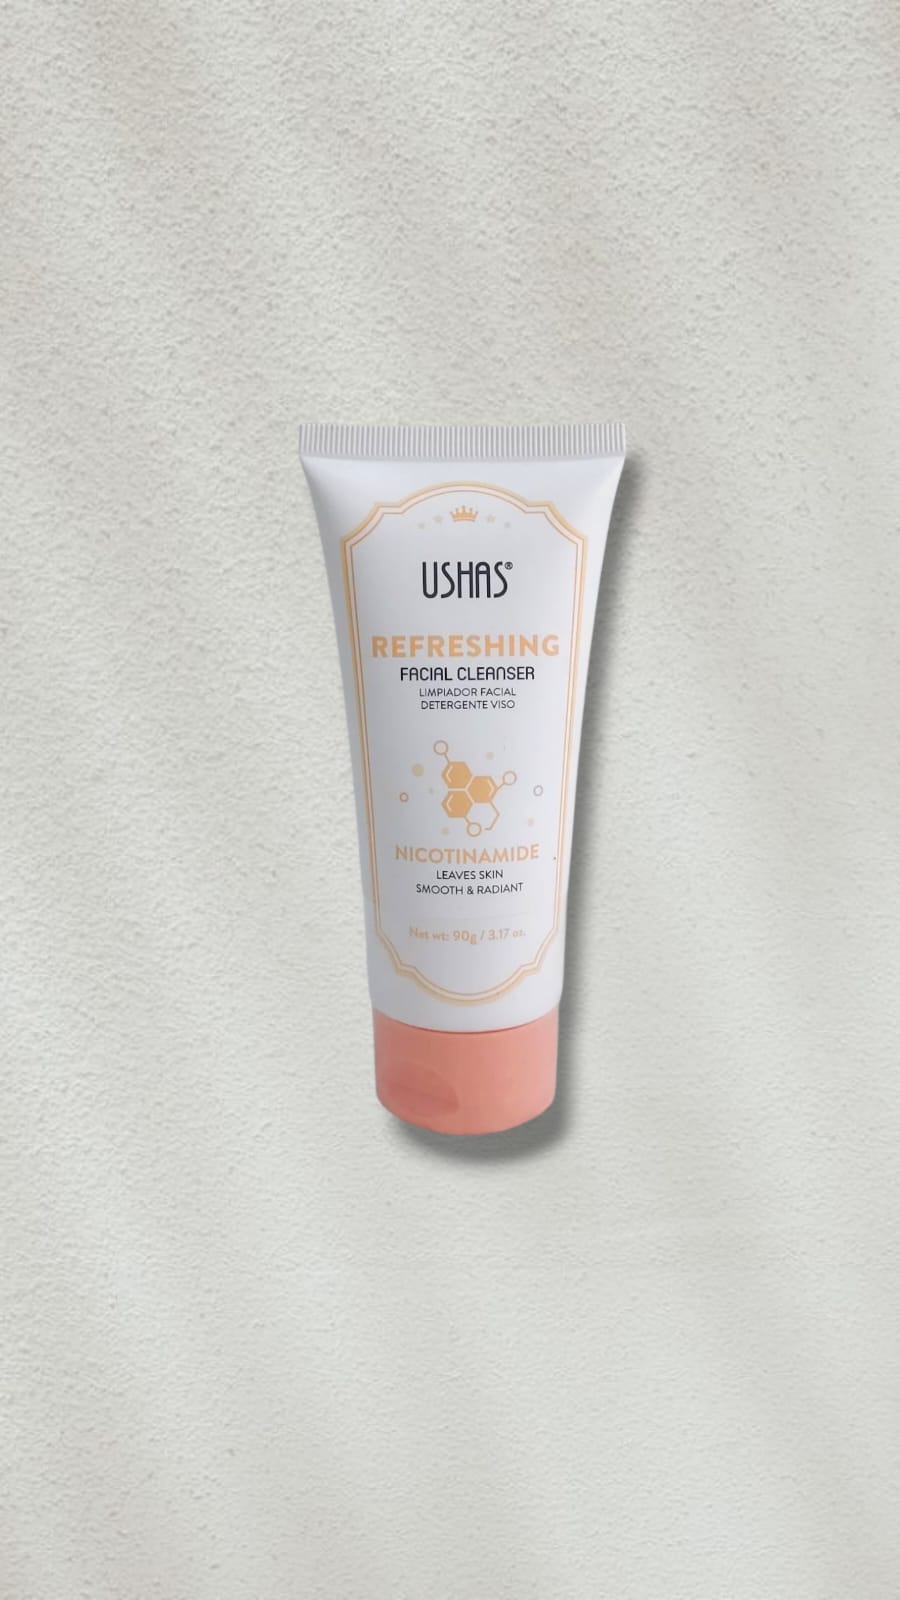 USHAS®
REFRESHING
FACIAL CLEANSER
LIMPIADOR FACIAL
DETERGENTE VISO
NICOTINAMIDE
LEAVES SKIN
SMOOTH & RADIANT
Net wt: 90g / 3.17 oz.